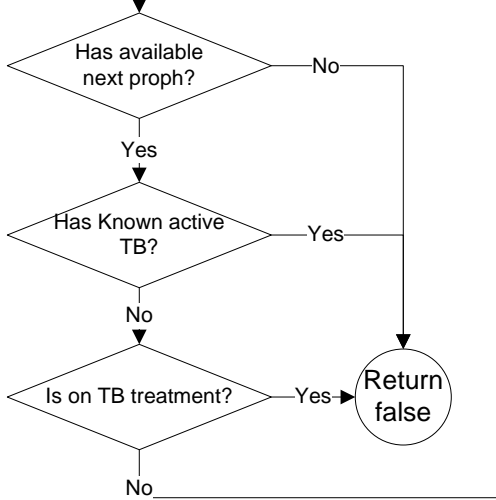 Has available
next proph?
No
Yes
Has Known active
TB?
Yes
No
Is on TB treatment?
Yes
Return
false
No